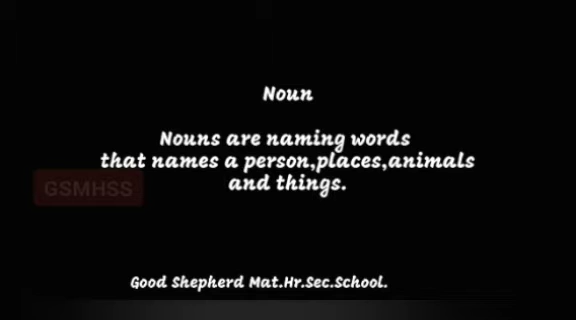 Noun
Nouns are naming words
that names a person,places,animals
and things.
GSMHSS
Good Shepherd Mat.Hr.Sec.School.